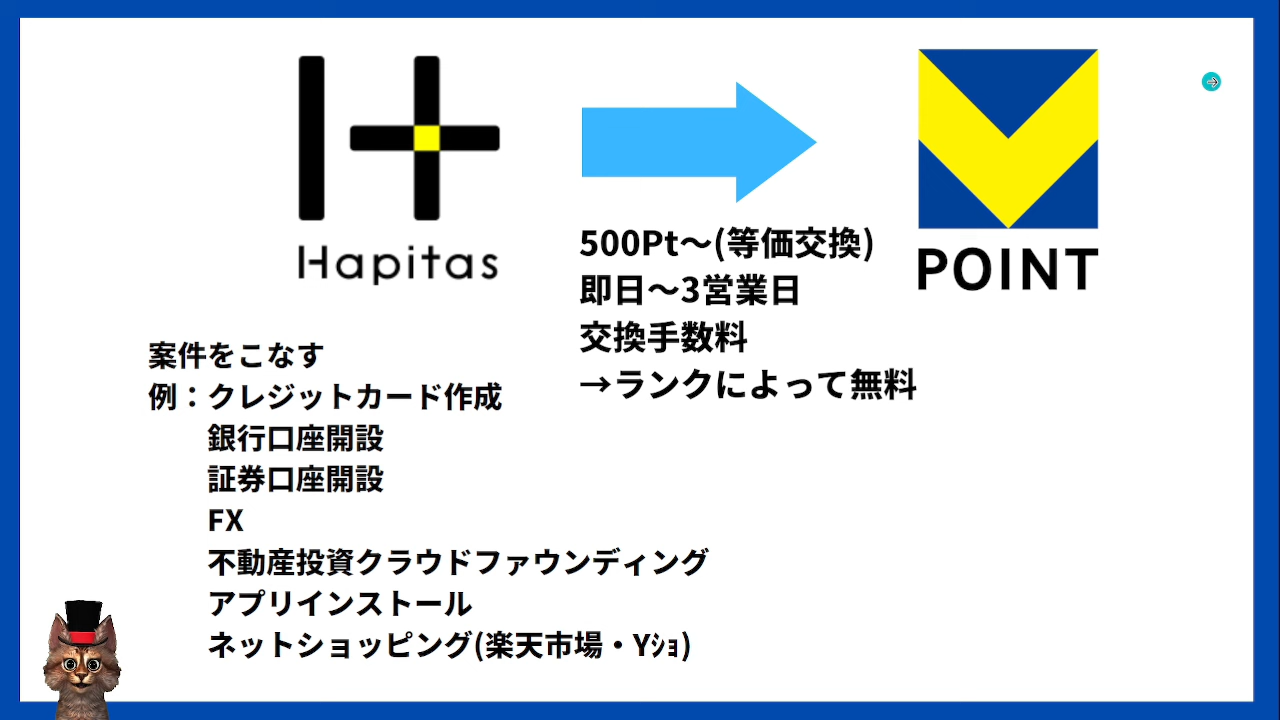 Hapitas
POINT
500Pt～(等価交換)
即日～3営業日
交換手数料
→ランクによって無料
案件をこなす
例：クレジットカード作成
銀行口座開設
証券口座開設
FX
不動産投資クラウドファウンディング
アプリインストール
ネットショッピング(楽天市場・Yｼｮ)